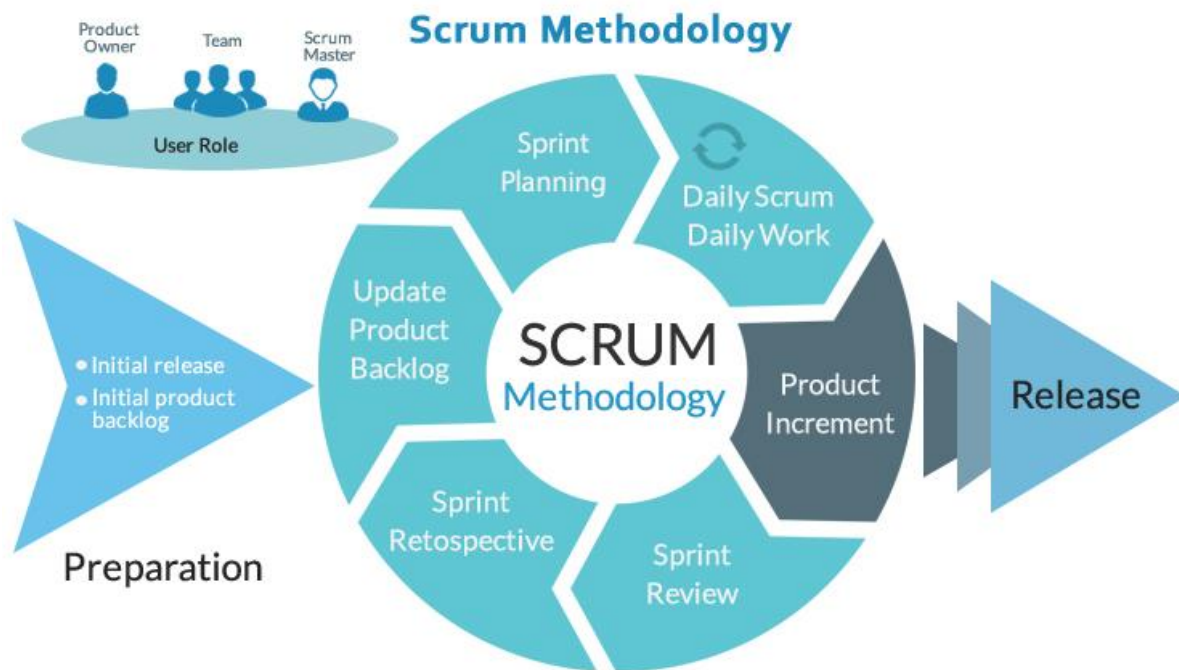 Scrum Methodology
Product
Owner
Team
Scrum
Master
User Role
Initial release
Initial product
backlog
Preparation
Sprint
Planning
Daily Scrum
Daily Work
Product
Increment
Sprint
Review
Sprint
Retospective
Update
Product
Backlog
SCRUM
Methodology
Release